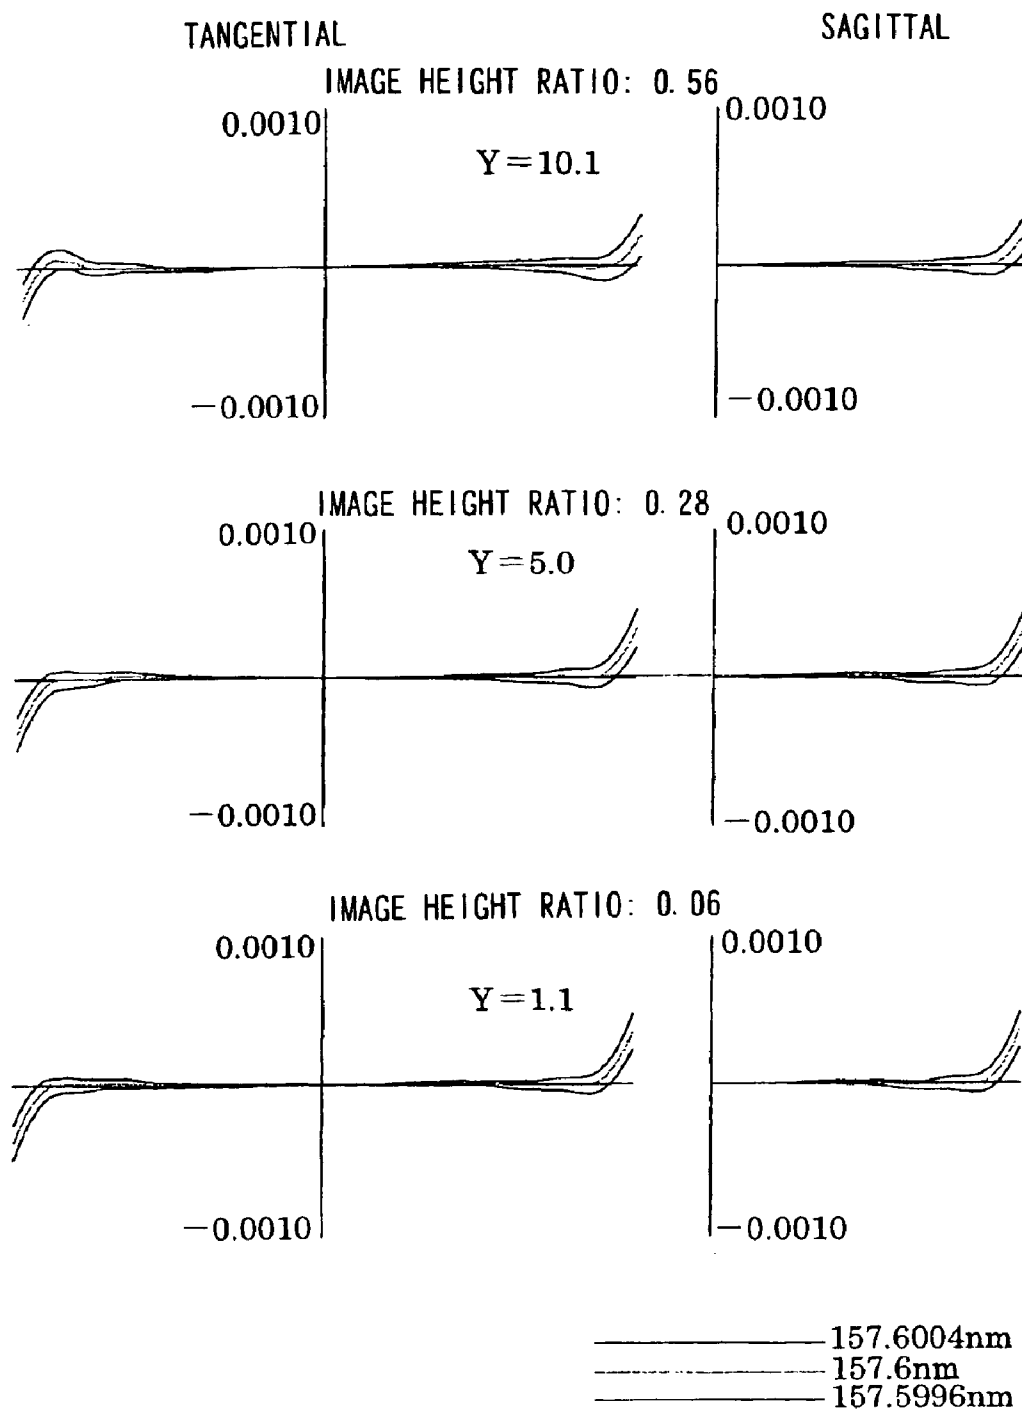 TANGENTIAL
SAGITTAL
IMAGE HEIGHT RATIO: 0.56
0.0010
0.0010
Y=10.1
−0.0010
−0.0010
IMAGE HEIGHT RATIO: 0.28
0.0010
0.0010
Y=5.0
−0.0010
−0.0010
IMAGE HEIGHT RATIO: 0.06
0.0010
0.0010
Y=1.1
−0.0010
−0.0010
157.6004nm
157.6nm
157.5996nm